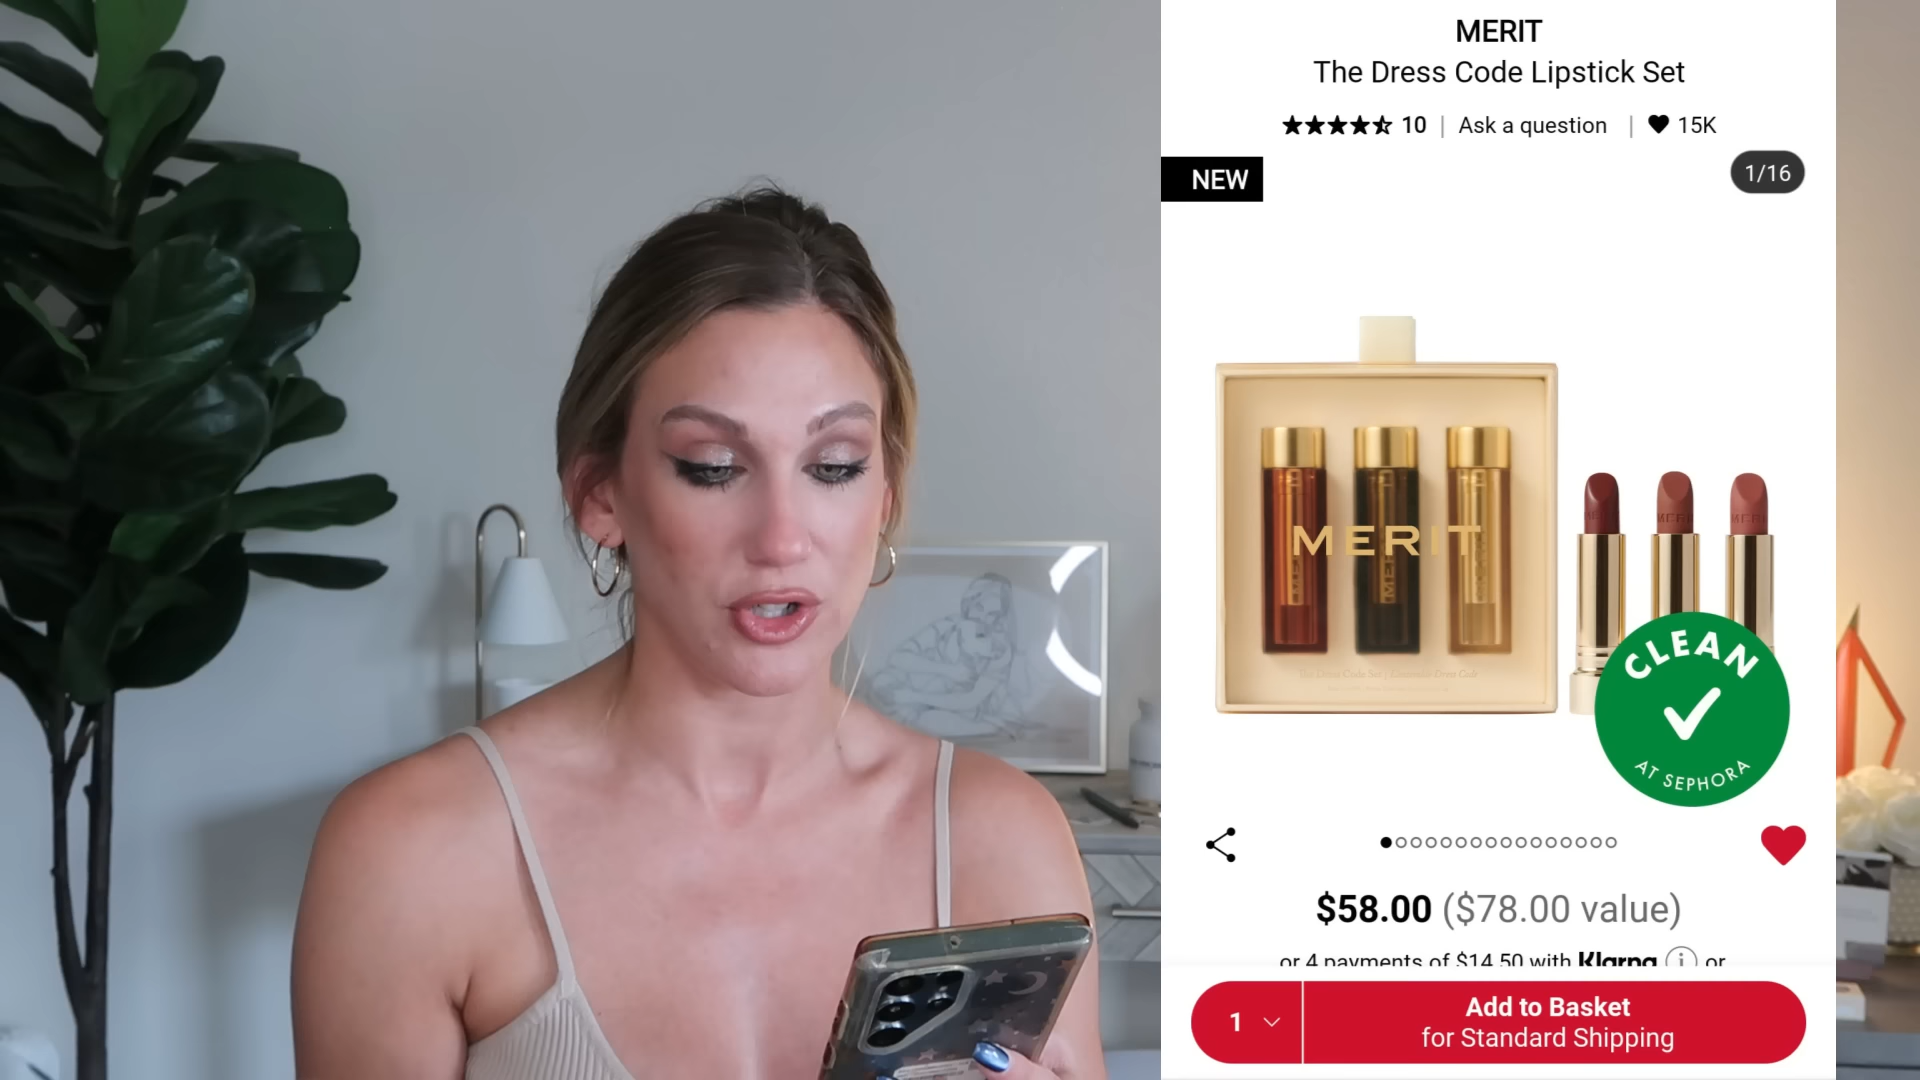 MERIT
The Dress Code Lipstick Set
10 | Ask a question | 15K
NEW
1/16
MERIT
CLEAN
AT SEPHORA
$58.00 ($78.00 value)
or 4 payments of $14.50 with Klarna i or
1
Add to Basket
for Standard Shipping